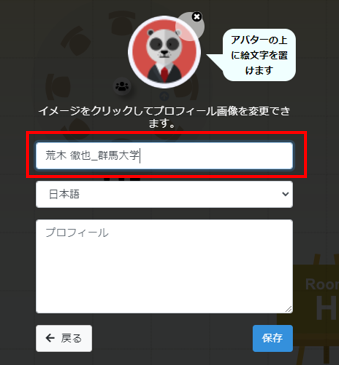 アバターの上
に絵文字を置
けます
イメージをクリックしてプロフィール画像を変更でき
ます。
荒木 徹也_群馬大学
日本語
プロフィール
Roo
H
← 戻る
保存